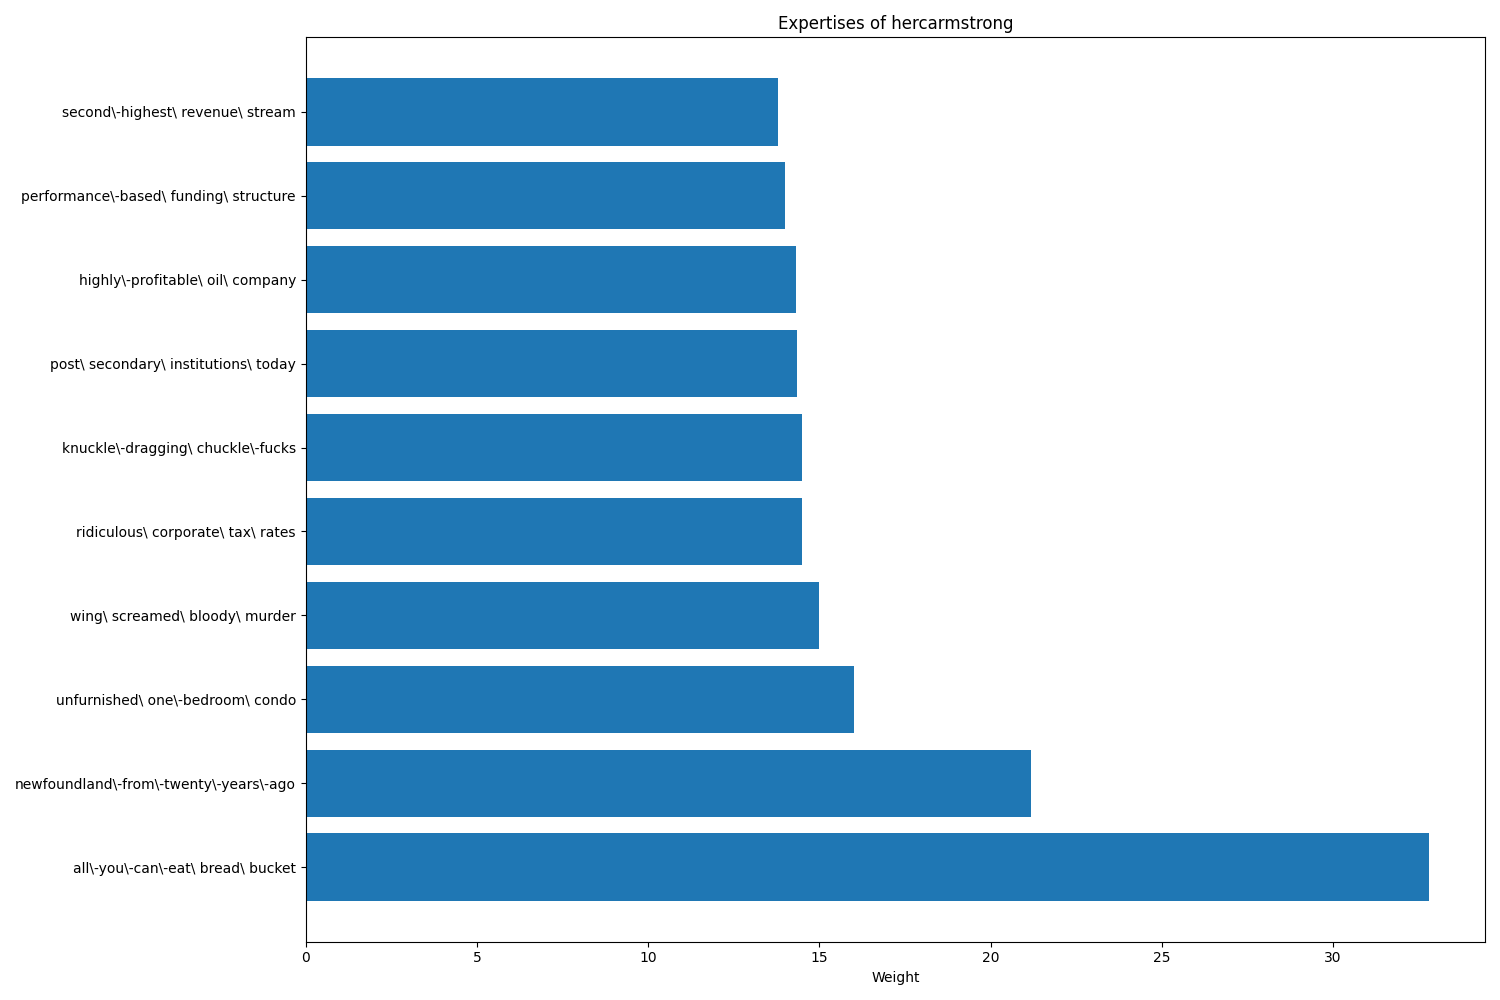 Expertises of hercarmstrong
second\-highest\ revenue\ stream
performance\-based\ funding\ structure
highly\-profitable\ oil\ company
post\ secondary\ institutions\ today
knuckle\-dragging\ chuckle\-fucks
ridiculous\ corporate\ tax\ rates
wing\ screamed\ bloody\ murder
unfurnished\ one\-bedroom\ condo
newfoundland\-from\-twenty\-years\-ago
all\-you\-can\-eat\ bread\ bucket
0 5 10 15 20 25 30
Weight